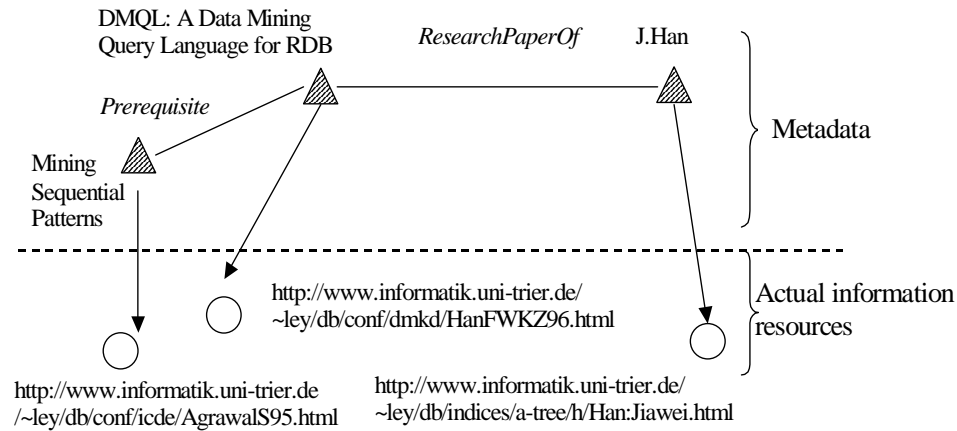 DMQL: A Data Mining
Query Language for RDB
ResearchPaperOf
J.Han
Prerequisite
Metadata
Mining
Sequential
Patterns
http://www.informatik.uni-trier.de/
~ley/db/conf/dmkd/HanFWKZ96.html
Actual information
resources
http://www.informatik.uni-trier.de
/~ley/db/conf/icde/AgrawalS95.html
http://www.informatik.uni-trier.de/
~ley/db/indices/a-tree/h/Han:Jiawei.html